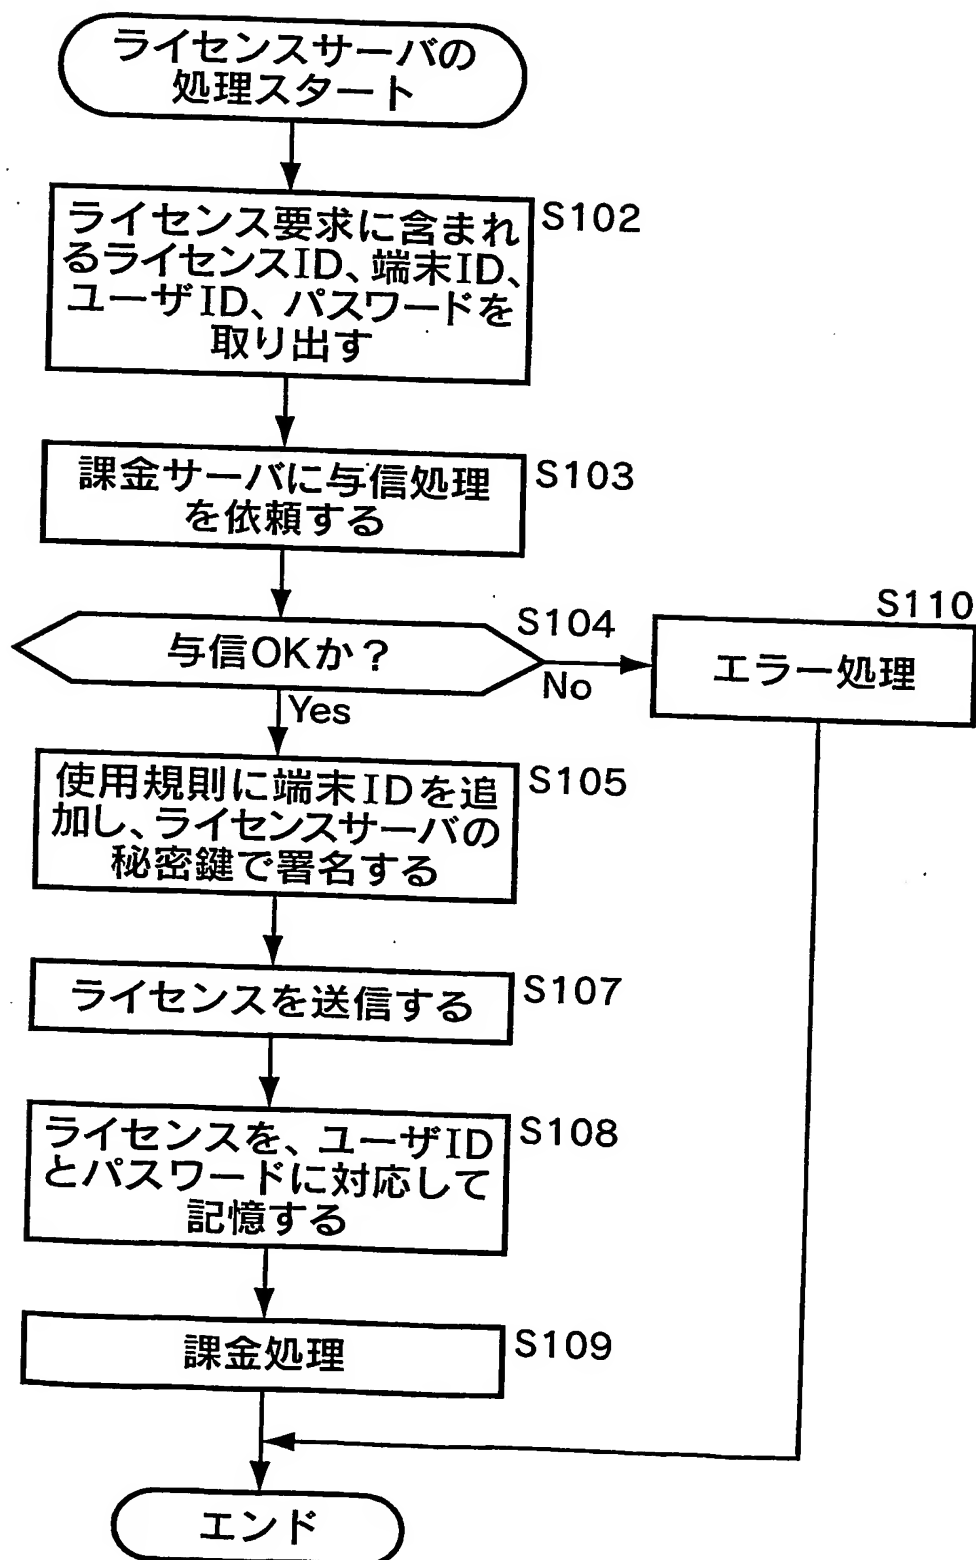 ライセンスサーバの
処理スタート
ライセンス要求に含まれ
るライセンスID、端末ID、
ユーザID、パスワードを
取り出す
S102
課金サーバに与信処理
を依頼する
S103
与信OKか？
S104
No
Yes
S110
エラー処理
使用規則に端末IDを追
加し、ライセンスサーバの
秘密鍵で署名する
S105
ライセンスを送信する
S107
ライセンスを、ユーザID
とパスワードに対応して
記憶する
S108
課金処理
S109
エンド